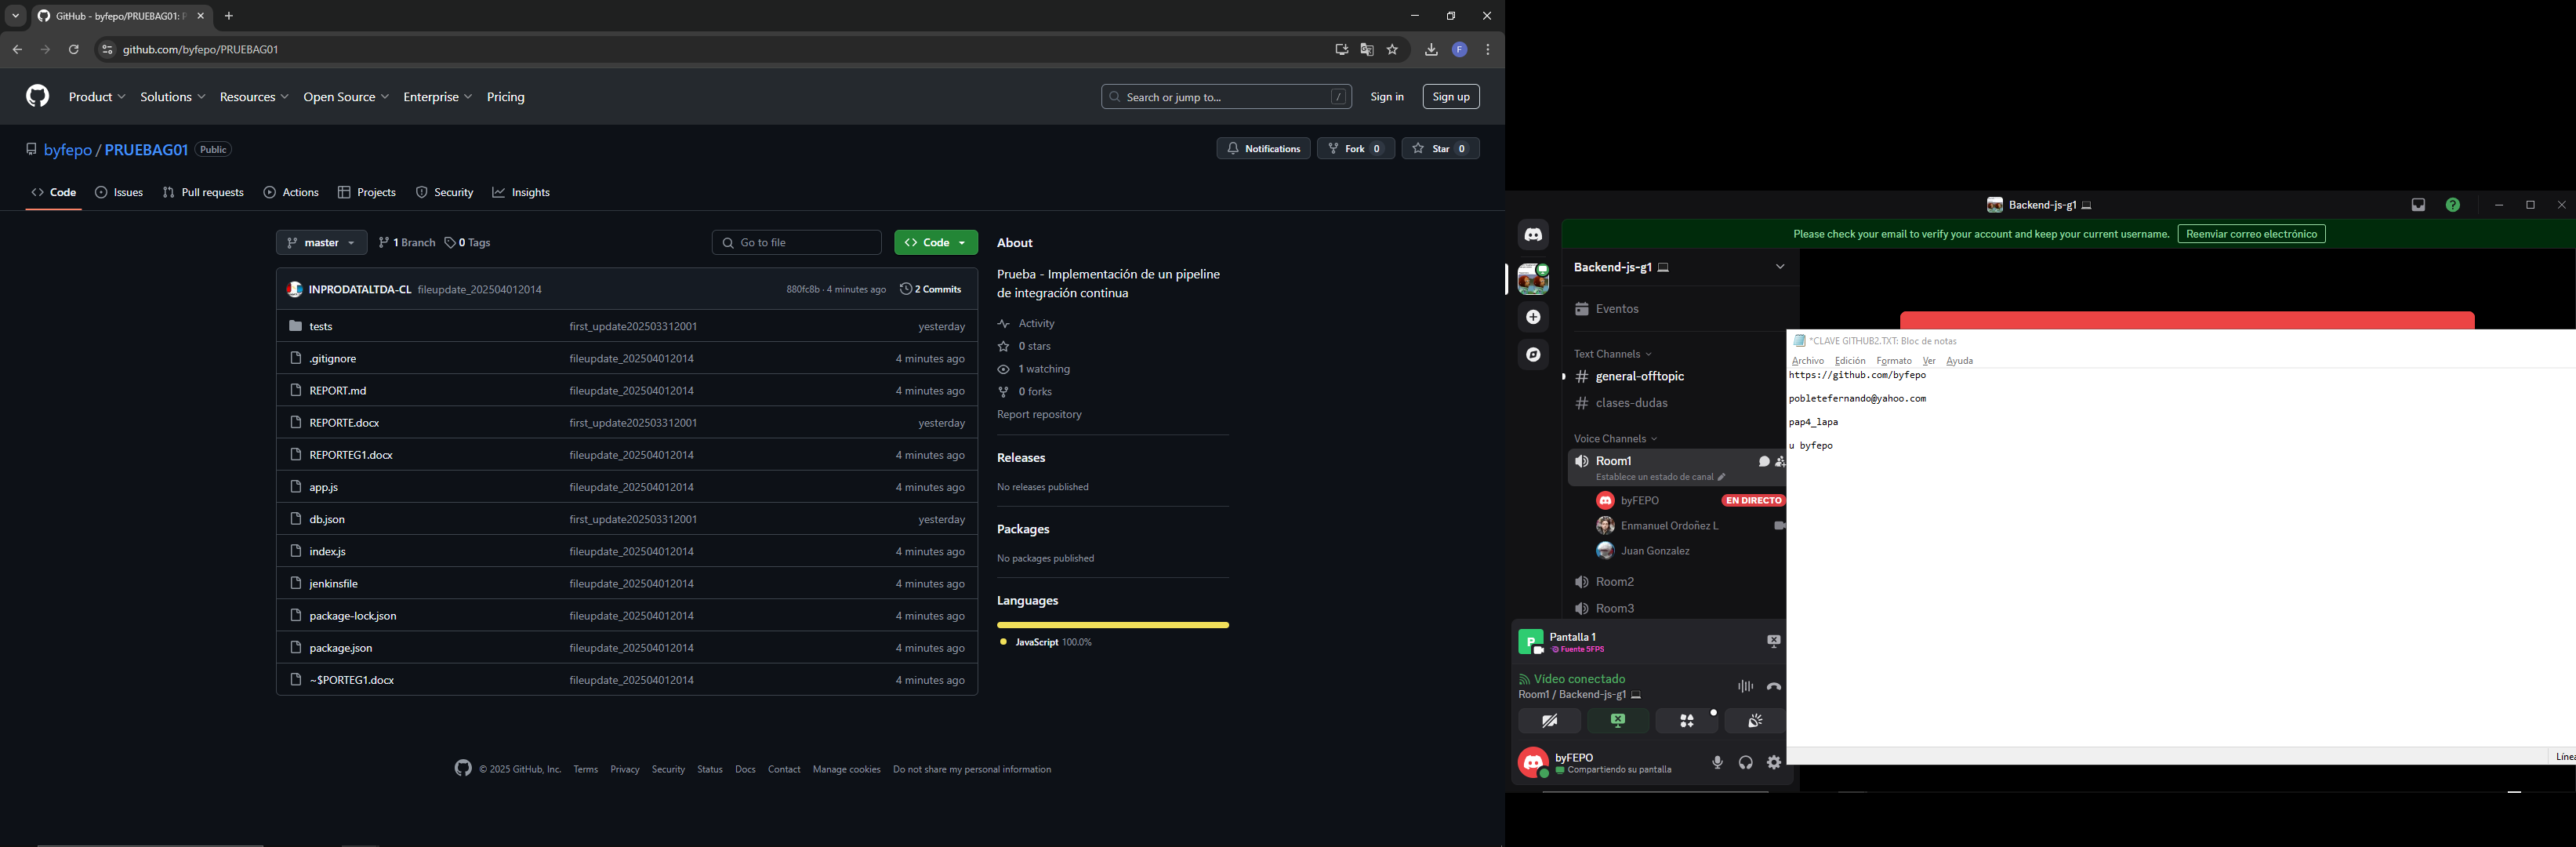 GitHub - byfepo/PRUEBAG01: P
github.com/byfepo/PRUEBAG01
F
Product
Solutions
Resources
Open Source
Enterprise
Pricing
Search or jump to...
/
Sign in
Sign up
byfepo / PRUEBAG01
Public
Notifications
Fork 0
Star 0
Code
Issues
Pull requests
Actions
Projects
Security
Insights
master
1 Branch
0 Tags
Go to file
Code
INPRODATALTDA-CL fileupdate_202504012014 880fc8b · 4 minutes ago 2 Commits
tests first_update202503312001 yesterday
.gitignore fileupdate_202504012014 4 minutes ago
REPORT.md fileupdate_202504012014 4 minutes ago
REPORTE.docx first_update202503312001 yesterday
REPORTEG1.docx fileupdate_202504012014 4 minutes ago
app.js fileupdate_202504012014 4 minutes ago
db.json first_update202503312001 yesterday
index.js fileupdate_202504012014 4 minutes ago
jenkinsfile fileupdate_202504012014 4 minutes ago
package-lock.json fileupdate_202504012014 4 minutes ago
package.json fileupdate_202504012014 4 minutes ago
~$PORTEG1.docx fileupdate_202504012014 4 minutes ago
About
Prueba - Implementación de un pipeline
de integración continua
Activity
0 stars
1 watching
0 forks
Report repository
Releases
No releases published
Packages
No packages published
Languages
JavaScript 100.0%
© 2025 GitHub, Inc. Terms Privacy Security Status Docs Contact Manage cookies Do not share my personal information
Backend-js-g1
Please check your email to verify your account and keep your current username. Reenviar correo electrónico
Backend-js-g1
Eventos
Text Channels
general-offtopic
clases-dudas
Voice Channels
Room1
Establece un estado de canal
byFEPO EN DIRECTO
Enmanuel Ordoñez L
Juan Gonzalez
Room2
Room3
P
Pantalla 1
Fuente 5FPS
Vídeo conectado
Room1 / Backend-js-g1
byFEPO
Compartiendo su pantalla
*CLAVE GITHUB2.TXT: Bloc de notas
Archivo Edición Formato Ver Ayuda
https://github.com/byfepo
pobletefernando@yahoo.com
pap4_lapa
u byfepo